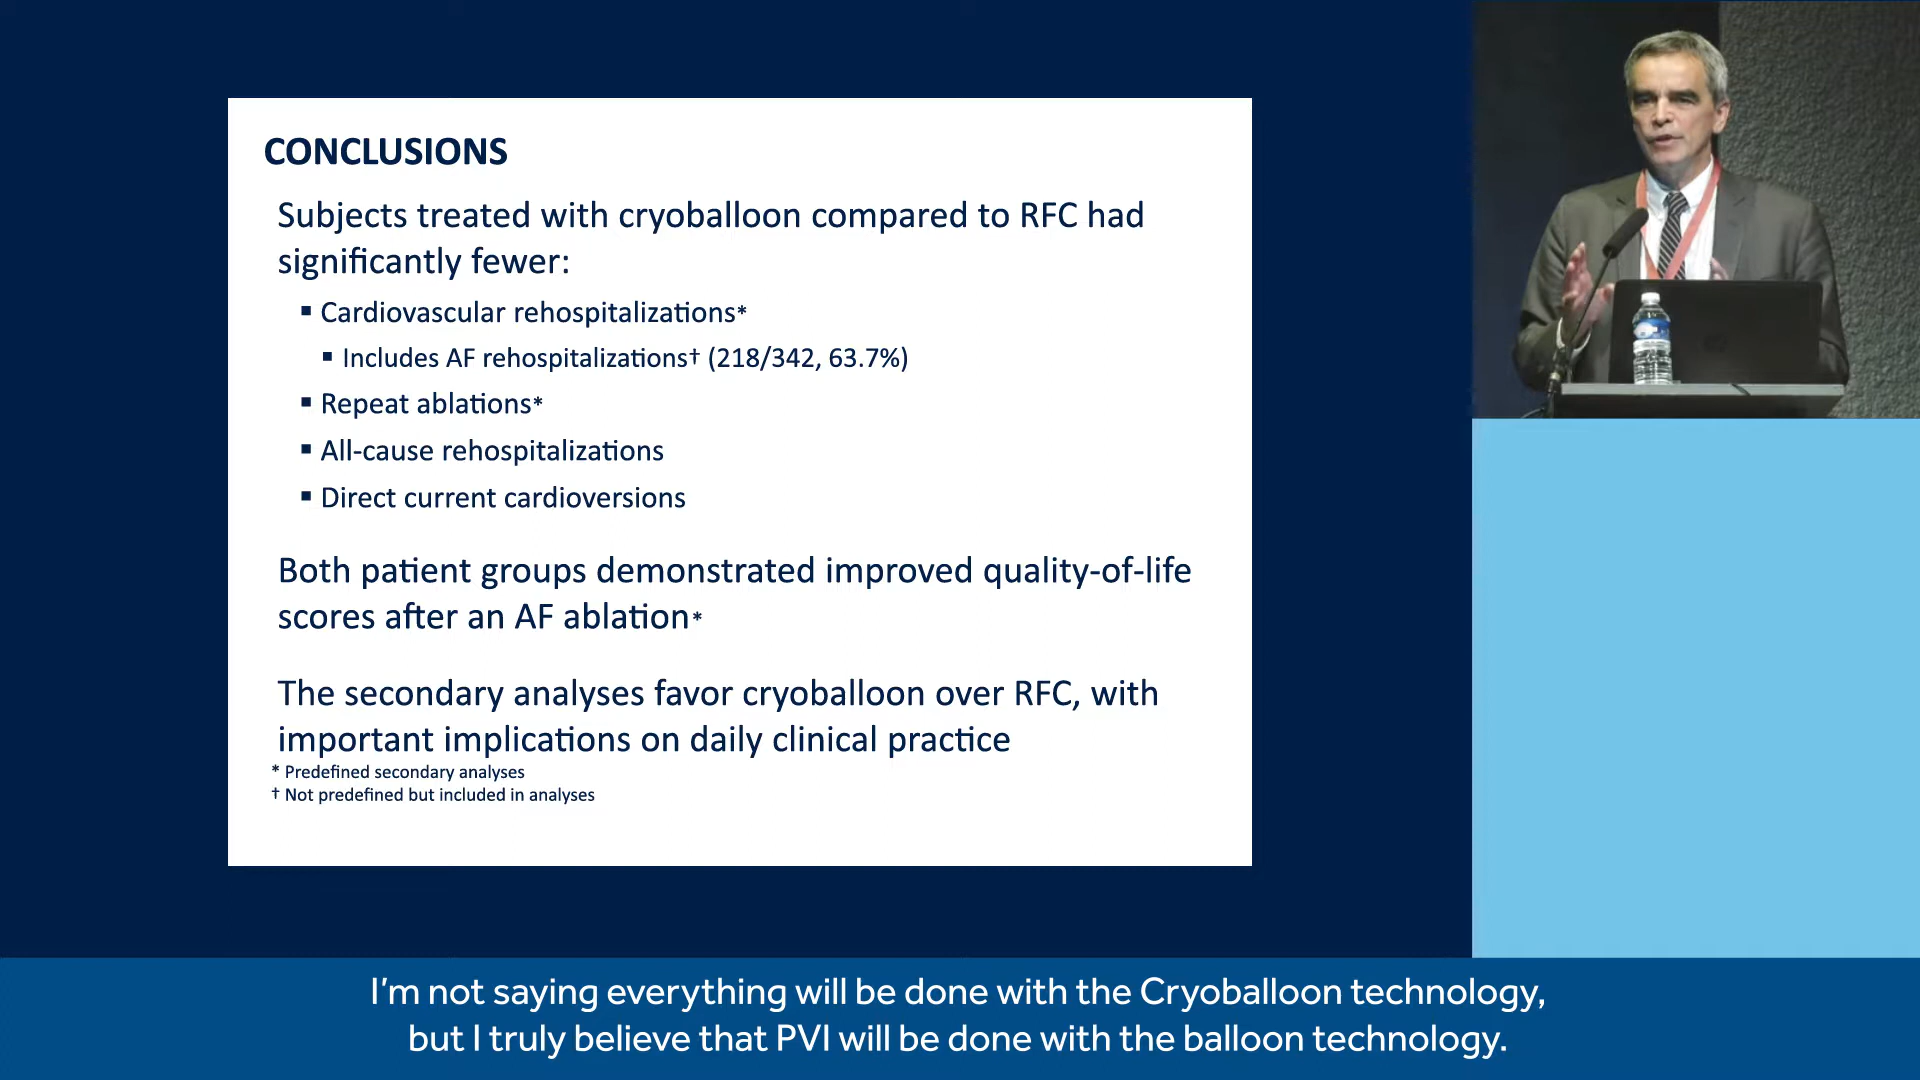 CONCLUSIONS
Subjects treated with cryoballoon compared to RFC had
significantly fewer:
▪ Cardiovascular rehospitalizations*
▪ Includes AF rehospitalizations† (218/342, 63.7%)
▪ Repeat ablations*
▪ All-cause rehospitalizations
▪ Direct current cardioversions
Both patient groups demonstrated improved quality-of-life
scores after an AF ablation*
The secondary analyses favor cryoballoon over RFC, with
important implications on daily clinical practice
* Predefined secondary analyses
† Not predefined but included in analyses
I'm not saying everything will be done with the Cryoballoon technology,
but I truly believe that PVI will be done with the balloon technology.